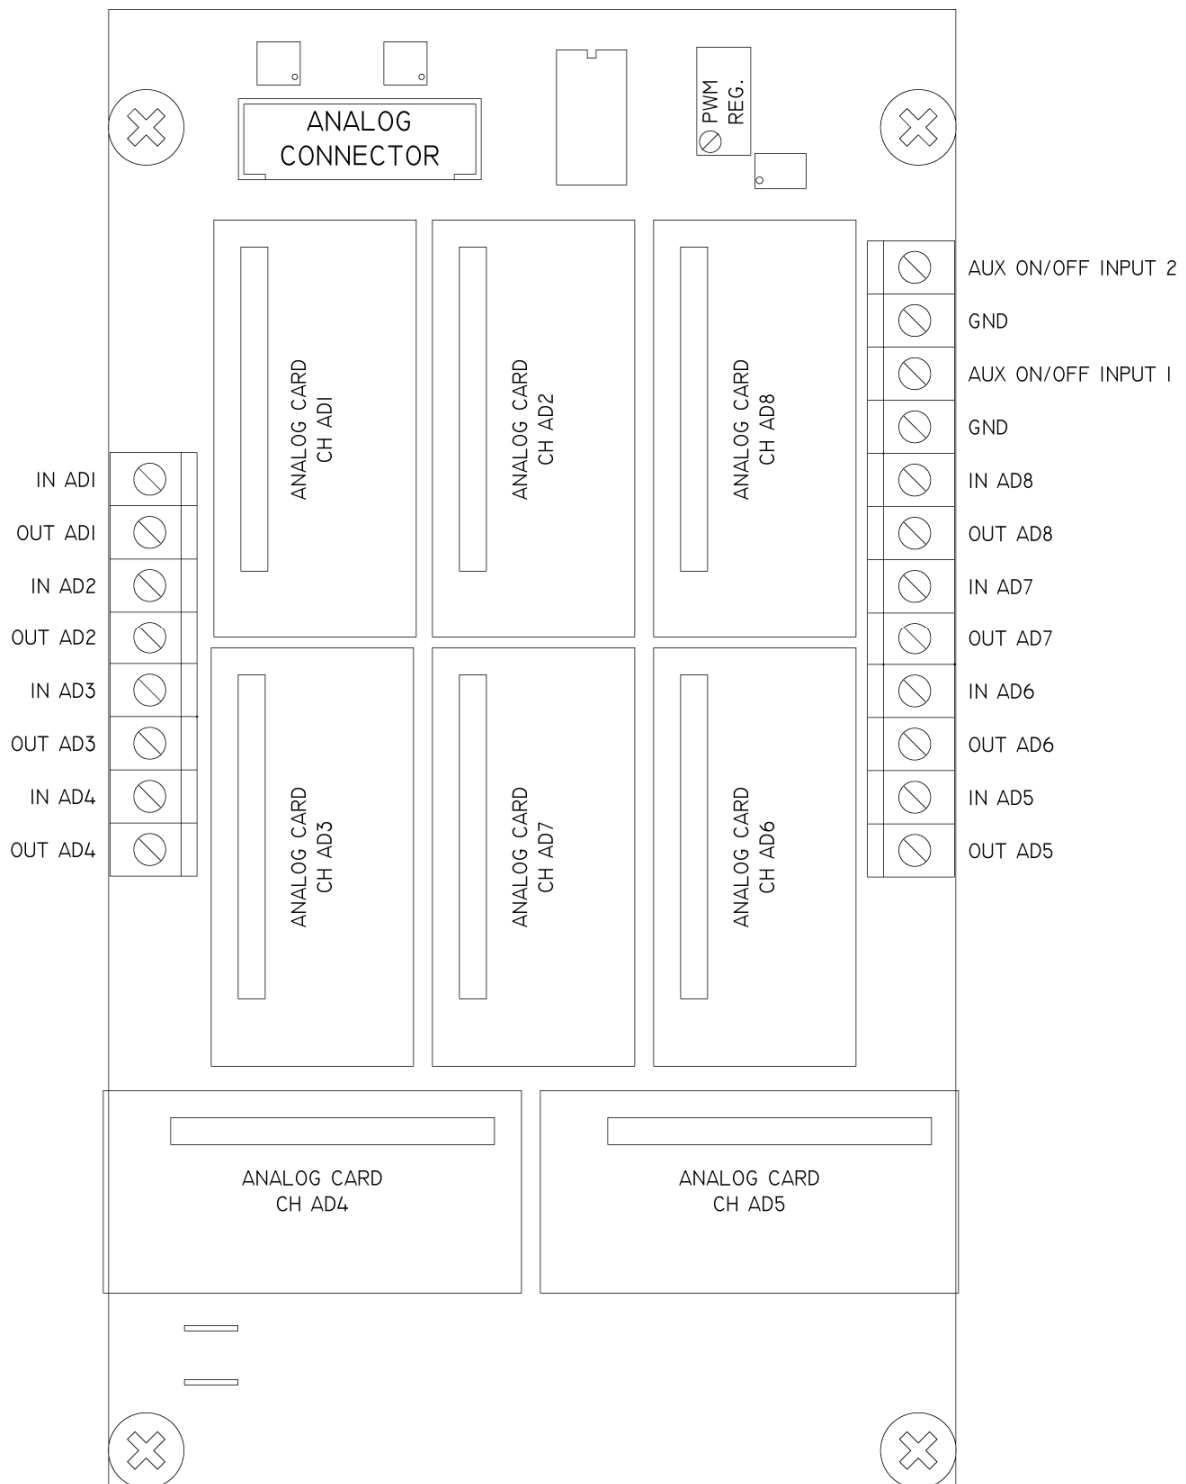 ANALOG
CONNECTOR
PWM
REG.
ANALOG CARD
CH AD1
ANALOG CARD
CH AD2
ANALOG CARD
CH AD8
AUX ON/OFF INPUT 2
GND
AUX ON/OFF INPUT 1
GND
IN AD8
OUT AD8
IN AD7
OUT AD7
IN AD6
OUT AD6
IN AD5
OUT AD5
IN AD1
OUT AD1
IN AD2
OUT AD2
IN AD3
OUT AD3
IN AD4
OUT AD4
ANALOG CARD
CH AD3
ANALOG CARD
CH AD7
ANALOG CARD
CH AD6
ANALOG CARD
CH AD4
ANALOG CARD
CH AD5